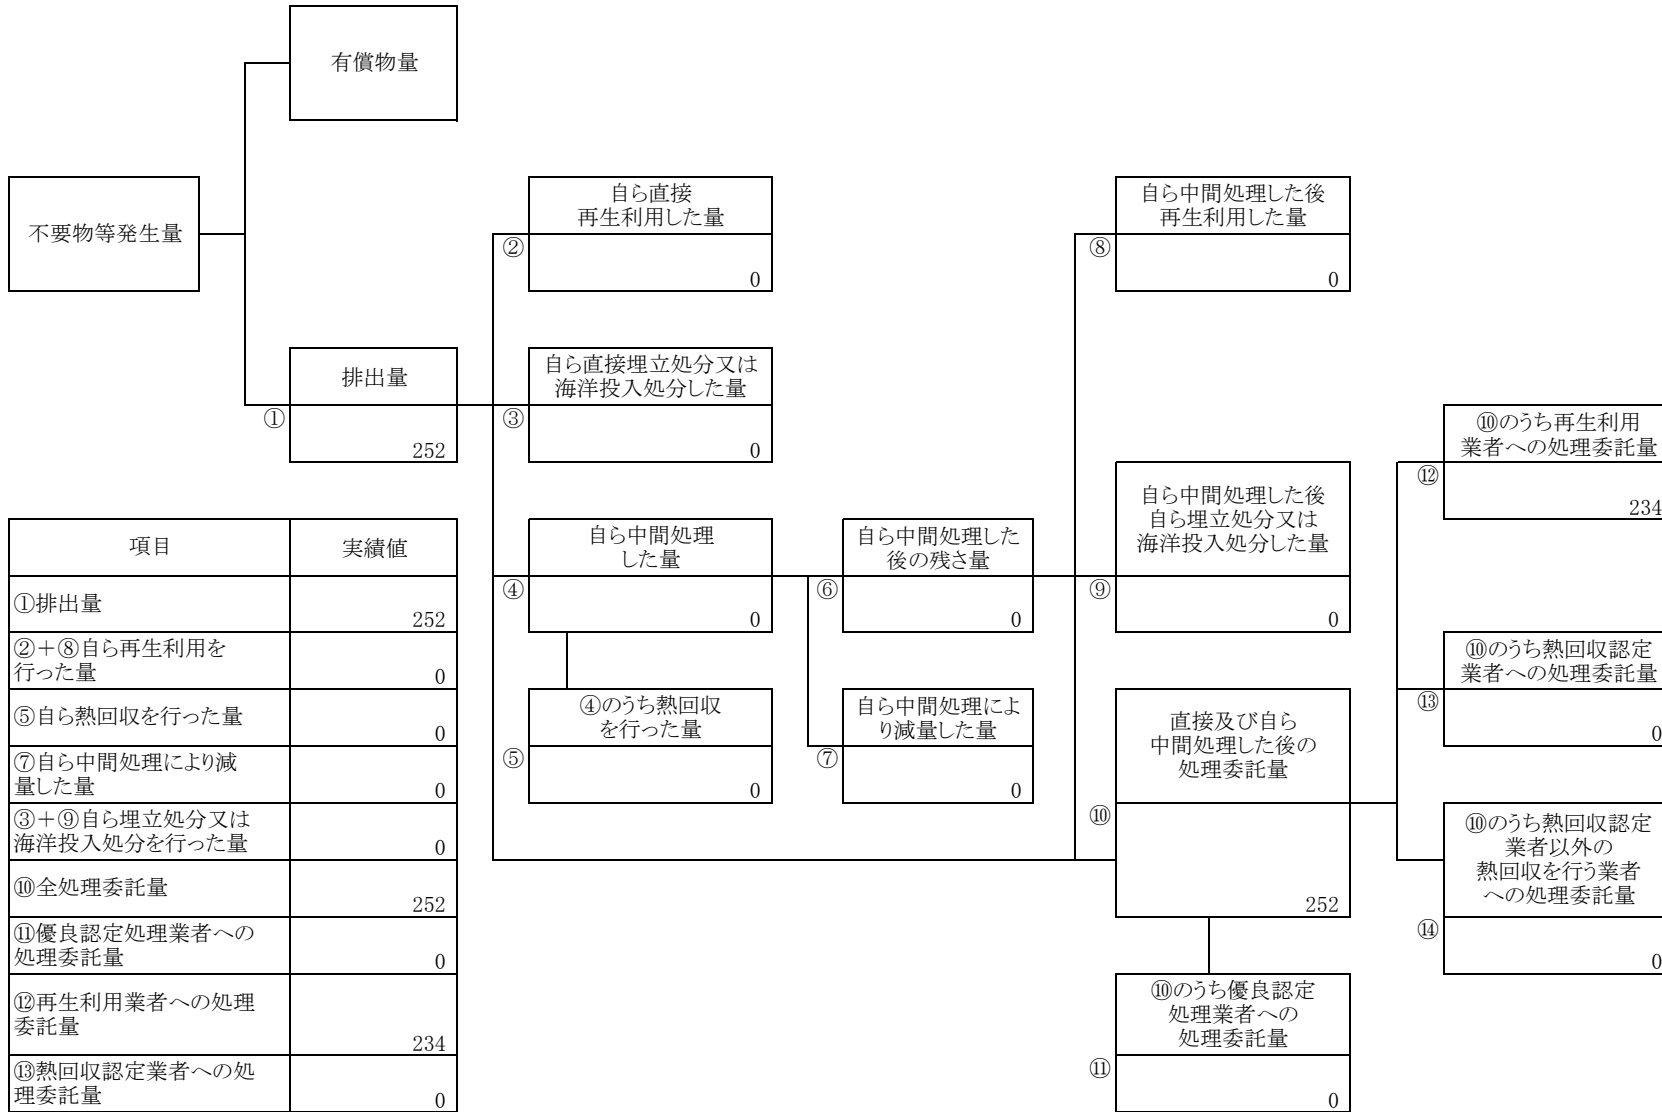 有償物量
不要物等発生量
自ら直接
再生利用した量
②
0
自ら中間処理した後
再生利用した量
⑧
0
排出量
①
252
自ら直接埋立処分又は
海洋投入処分した量
③
0
⑩のうち再生利用
業者への処理委託量
⑫
234
自ら中間処理
した量
④
0
自ら中間処理した
後の残さ量
⑥
0
自ら中間処理した後
自ら埋立処分又は
海洋投入処分した量
⑨
0
⑩のうち熱回収認定
業者への処理委託量
⑬
0
④のうち熱回収
を行った量
⑤
0
自ら中間処理によ
り減量した量
⑦
0
直接及び自ら
中間処理した後の
処理委託量
⑩
252
⑩のうち熱回収認定
業者以外の
熱回収を行う業者
への処理委託量
⑭
0
⑩のうち優良認定
処理業者への
処理委託量
⑪
0
項目 実績値
①排出量
252
②+⑧自ら再生利用を
行った量 0
⑤自ら熱回収を行った量
0
⑦自ら中間処理により減
量した量 0
③+⑨自ら埋立処分又は
海洋投入処分を行った量 0
⑩全処理委託量
252
⑪優良認定処理業者への
処理委託量 0
⑫再生利用業者への処理
委託量
234
⑬熱回収認定業者への処
理委託量 0